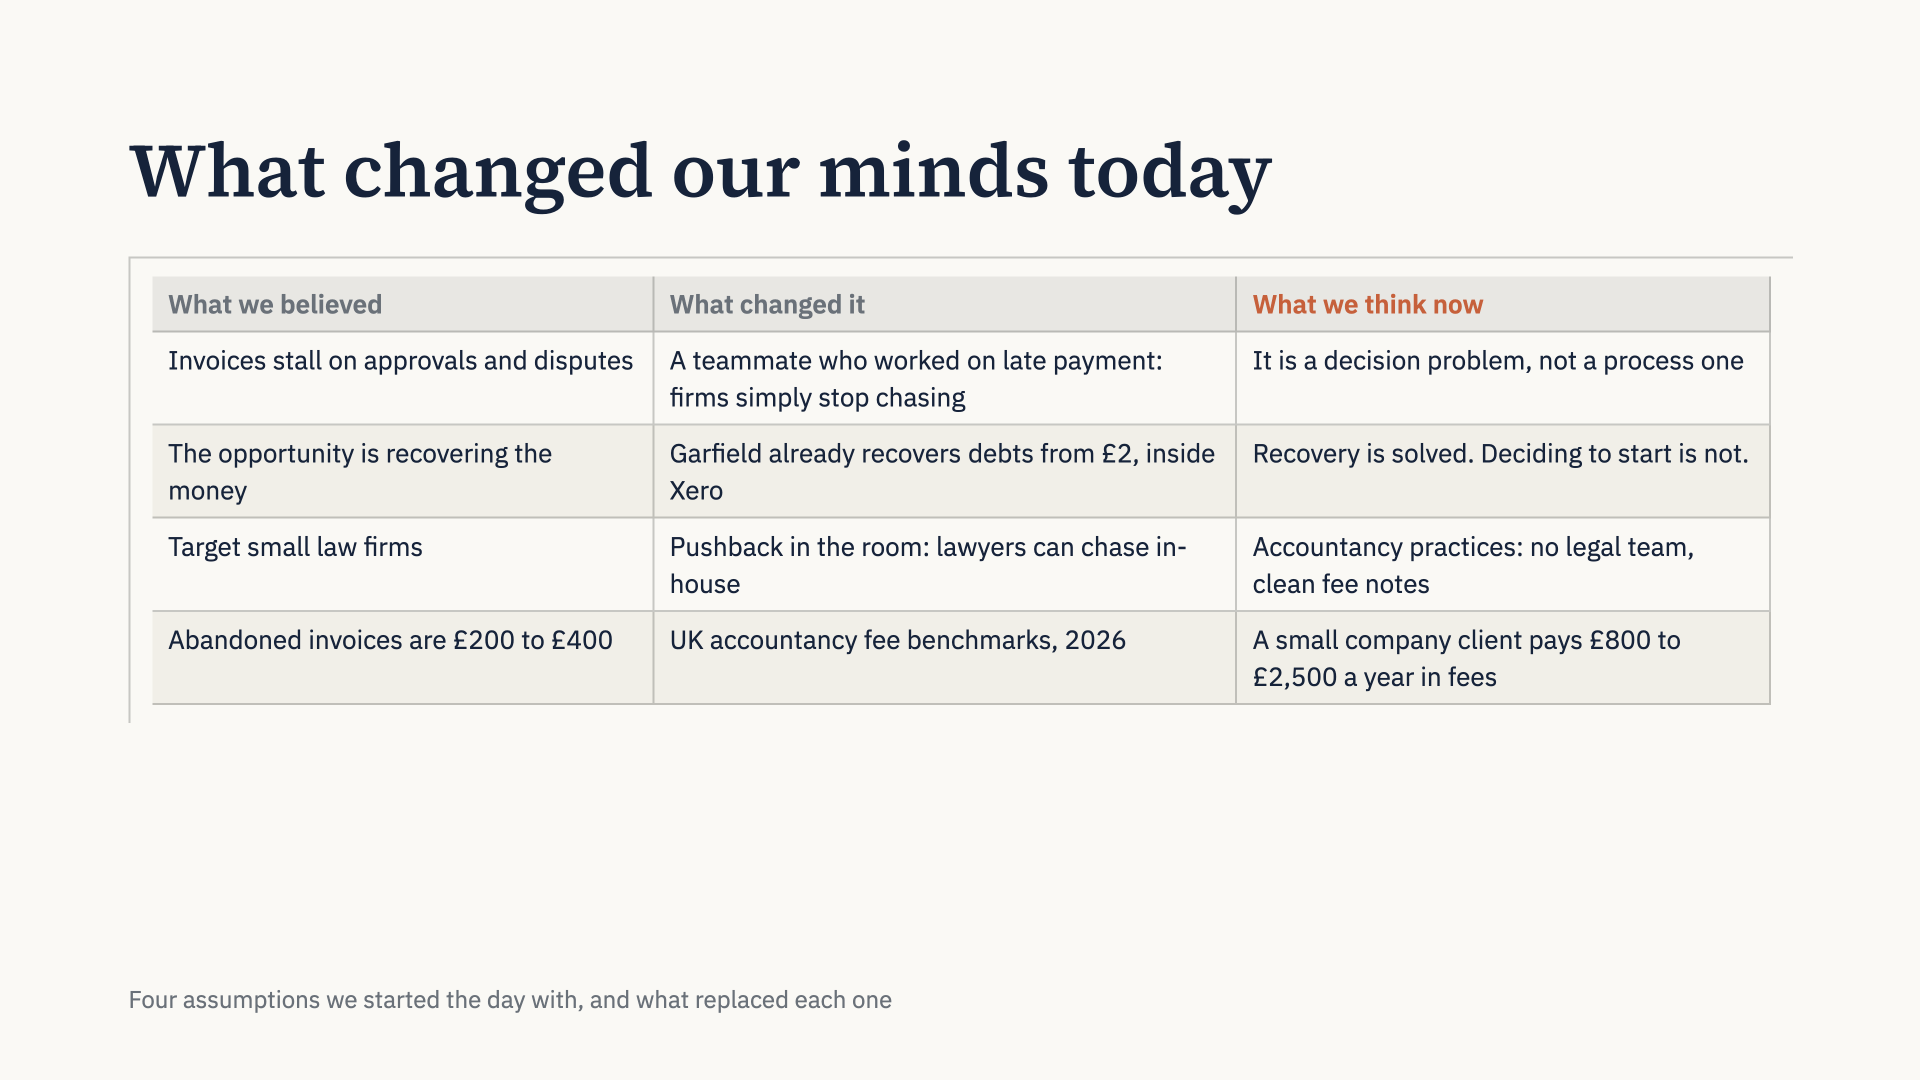 What changed our minds today
What we believed
What changed it
What we think now
Invoices stall on approvals and disputes
A teammate who worked on late payment:
firms simply stop chasing
It is a decision problem, not a process one
The opportunity is recovering the
money
Garfield already recovers debts from £2, inside
Xero
Recovery is solved. Deciding to start is not.
Target small law firms
Pushback in the room: lawyers can chase in-
house
Accountancy practices: no legal team,
clean fee notes
Abandoned invoices are £200 to £400
UK accountancy fee benchmarks, 2026
A small company client pays £800 to
£2,500 a year in fees
Four assumptions we started the day with, and what replaced each one